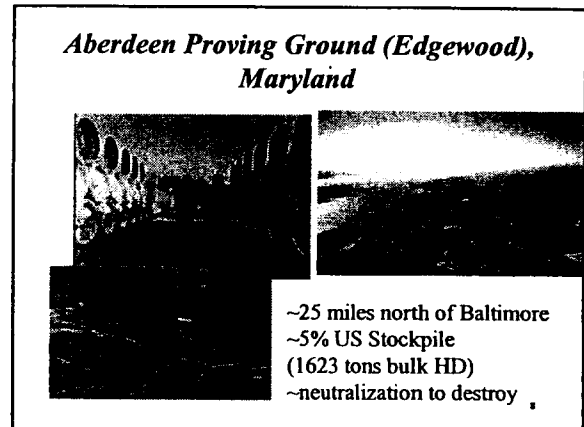 Aberdeen Proving Ground (Edgewood),
Maryland
~25 miles north of Baltimore
~5% US Stockpile
(1623 tons bulk HD)
~neutralization to destroy